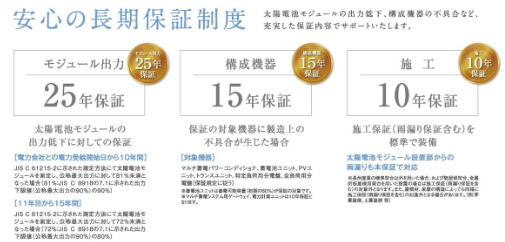 安心の長期保証制度
太陽電池モジュールの出力低下、構成機器の不具合など、
充実した保証内容でサポートいたします。
モジュール出力
25年保証
モジュール出力
25年
保証
太陽電池モジュールの
出力低下に対しての保証
【電力会社との電力受給開始日から10年間】
JIS C 61215-2に示された測定方法にて太陽電池モジ
ュールを測定し、公称最大出力に対して81%未満と
なった場合(81%:JIS C 8918の7.1に示された出力
下限値(公称最大出力の90%)の90%)
【11年目から15年間】
JIS C 61215-2に示された測定方法にて太陽電池モジ
ュールを測定し、公称最大出力に対して72%未満と
なった場合(72%:JIS C 8918の7.1に示された出力
下限値(公称最大出力の90%)の80%)
構成機器
15年保証
構成機器
15年
保証
保証の対象機器に製造上の
不具合が生じた場合
【対象機器】
マルチ蓄電パワーコンディショナ、蓄電池ユニット、PVユ
ニット、トランスユニット、特定負荷用分電盤、全負荷用分
電盤(保証規定に従う)
施工
10年保証
施工
10年
保証
施工保証(雨漏り保証含む)を
標準で装備
太陽電池モジュール設置部からの
雨漏りも本保証で対応